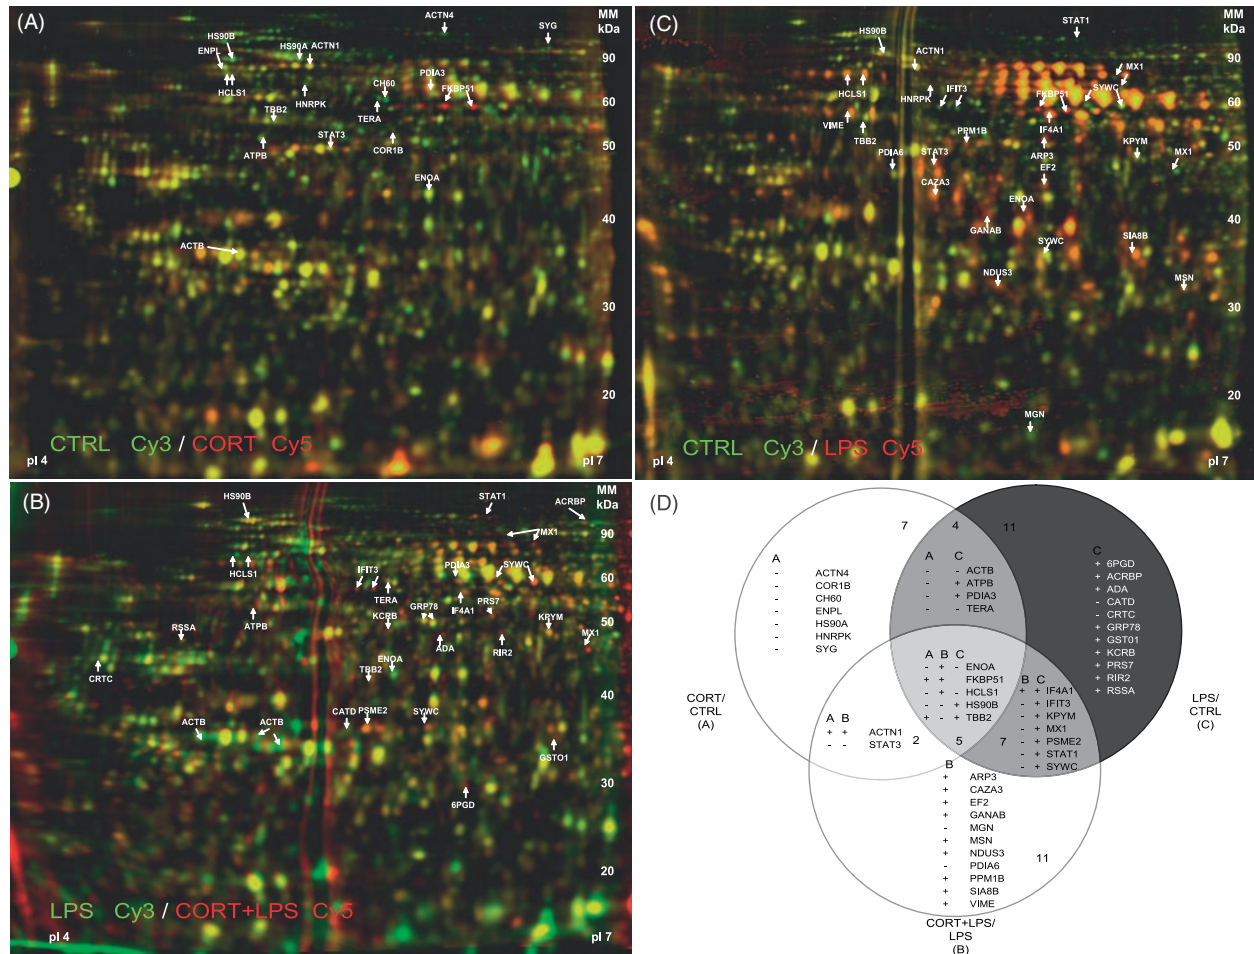 (A)
ACTN4
SYG
MM
kDa
HS90B
HS90A
ACTN1
ENPL
90
PDIA3
CH60
FKBP51
HCLS1
HNRPK
60
TBB2
TERA
STAT3
ATPB
COR1B
50
ENOA
40
ACTB
30
20
CTRL Cy3 / CORT Cy5
pI 4
pI 7
(C)
STAT1
MM
kDa
HS90B
ACTN1
90
MX1
HCLS1
HNRPK
IFIT3
FKBP51
SYWC
60
VIME
TBB2
PPM1B
IF4A1
KPYM
50
PDIA6
STAT3
ARP3
MX1
EF2
CAZA3
ENOA
40
GANAB
SYWC
SIA8B
NDUS3
MSN
30
20
MGN
CTRL Cy3 / LPS Cy5
pI 4
pI 7
(B)
HS90B
STAT1
ACRBP
MM
kDa
MX1
90
HCLS1
IFIT3
PDIA3
SYWC
60
TERA
GRP78
IF4A1
PRS7
KCRB
KPYM
50
RSSA
ATPB
MX1
ADA
RIR2
CRTC
ENOA
TBB2
40
ACTB
ACTB
CATD
PSME2
SYWC
GSTO1
30
6PGD
20
LPS Cy3 / CORT+LPS Cy5
pI 4
pI 7
(D)
7
4
11
A
- ACTN4
- COR1B
- CH60
- ENPL
- HS90A
- HNRPK
- SYG
A C
- - ACTB
- + ATPB
- + PDIA3
- - TERA
C
+ 6PGD
+ ACRBP
+ ADA
- CATD
- CRTC
+ GRP78
+ GST01
+ KCRB
+ PRS7
+ RIR2
+ RSSA
A B C
- + - ENOA
+ + - FKBP51
- + - HCLS1
- - + HS90B
+ - + TBB2
B C
+ + IF4A1
- + IFIT3
- + KPYM
- + MX1
- + PSME2
- + STAT1
- + SYWC
A B
+ - ACTN1
- - STAT3
2
5
7
CORT/
CTRL
(A)
LPS/
CTRL
(C)
B
+ ARP3
+ CAZA3
+ EF2
+ GANAB
- MGN
+ MSN
+ NDUS3
- PDIA6
+ PPM1B
+ SIA8B
+ VIME
11
CORT+LPS/
LPS
(B)